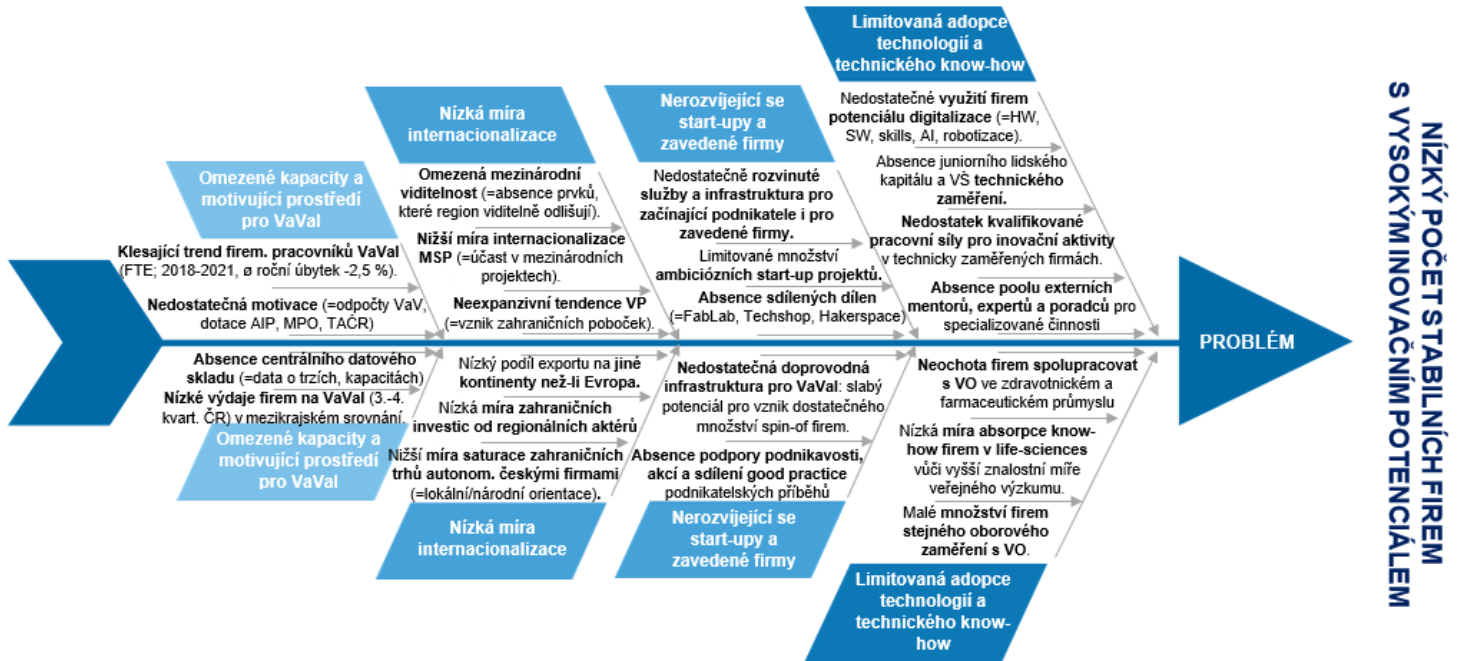 Omezené kapacity a
motivující prostředí
pro VaVaI
Klesající trend firem. pracovníků VaVaI
(FTE; 2018-2021, ø roční úbytek -2,5 %).
Nedostatečná motivace (=odpočty VaV,
dotace AIP, MPO, TAČR)
Nízká míra
internacionalizace
Omezená mezinárodní
viditelnost (=absence prvků,
které region viditelně odlišují).
Nižší míra internacionalizace
MSP (=účast v mezinárodních
projektech).
Neexpanzivní tendence VP
(=vznik zahraničních poboček).
Nerozvíjející se
start-upy a
zavedené firmy
Nedostatečně rozvinuté
služby a infrastruktura pro
začínající podnikatele i pro
zavedené firmy.
Limitované množství
ambiciózních start-up projektů.
Absence sdílených dílen
(=FabLab, Techshop, Hakerspace)
Limitovaná adopce
technologií a
technického know-how
Nedostatečné využití firem
potenciálu digitalizace (=HW,
SW, skills, AI, robotizace).
Absence juniorního lidského
kapitálu a VŠ technického
zaměření.
Nedostatek kvalifikované
pracovní síly pro inovační aktivity
v technicky zaměřených firmách.
Absence poolu externích
mentorů, expertů a poradců pro
specializované činnosti
Absence centrálního datového
skladu (=data o trzích, kapacitách)
Nízké výdaje firem na VaVaI (3.-4.
kvart. ČR) v mezikrajském srovnání.
Omezené kapacity a
motivující prostředí
pro VaVaI
Nízký podíl exportu na jiné
kontinenty než-li Evropa.
Nízká míra zahraničních
investic od regionálních aktérů
Nižší míra saturace zahraničních
trhů autonom. českými firmami
(=lokální/národní orientace).
Nízká míra
internacionalizace
Nedostatečná doprovodná
infrastruktura pro VaVaI: slabý
potenciál pro vznik dostatečného
množství spin-of firem.
Absence podpory podnikavosti,
akcí a sdílení good practice
podnikatelských příběhů
Nerozvíjející se
start-upy a
zavedené firmy
Neochota firem spolupracovat
s VO ve zdravotnickém a
farmaceutickém průmyslu
Nízká míra absorpce know-
how firem v life-sciences
vůči vyšší znalostní míře
veřejného výzkumu.
Malé množství firem
stejného oborového
zaměření s VO.
Limitovaná adopce
technologií a
technického know-
how
PROBLÉM
NÍZKÝ POČET STABILNÍCH FIREM
S VYSOKÝM INOVAČNÍM POTENCIÁLEM